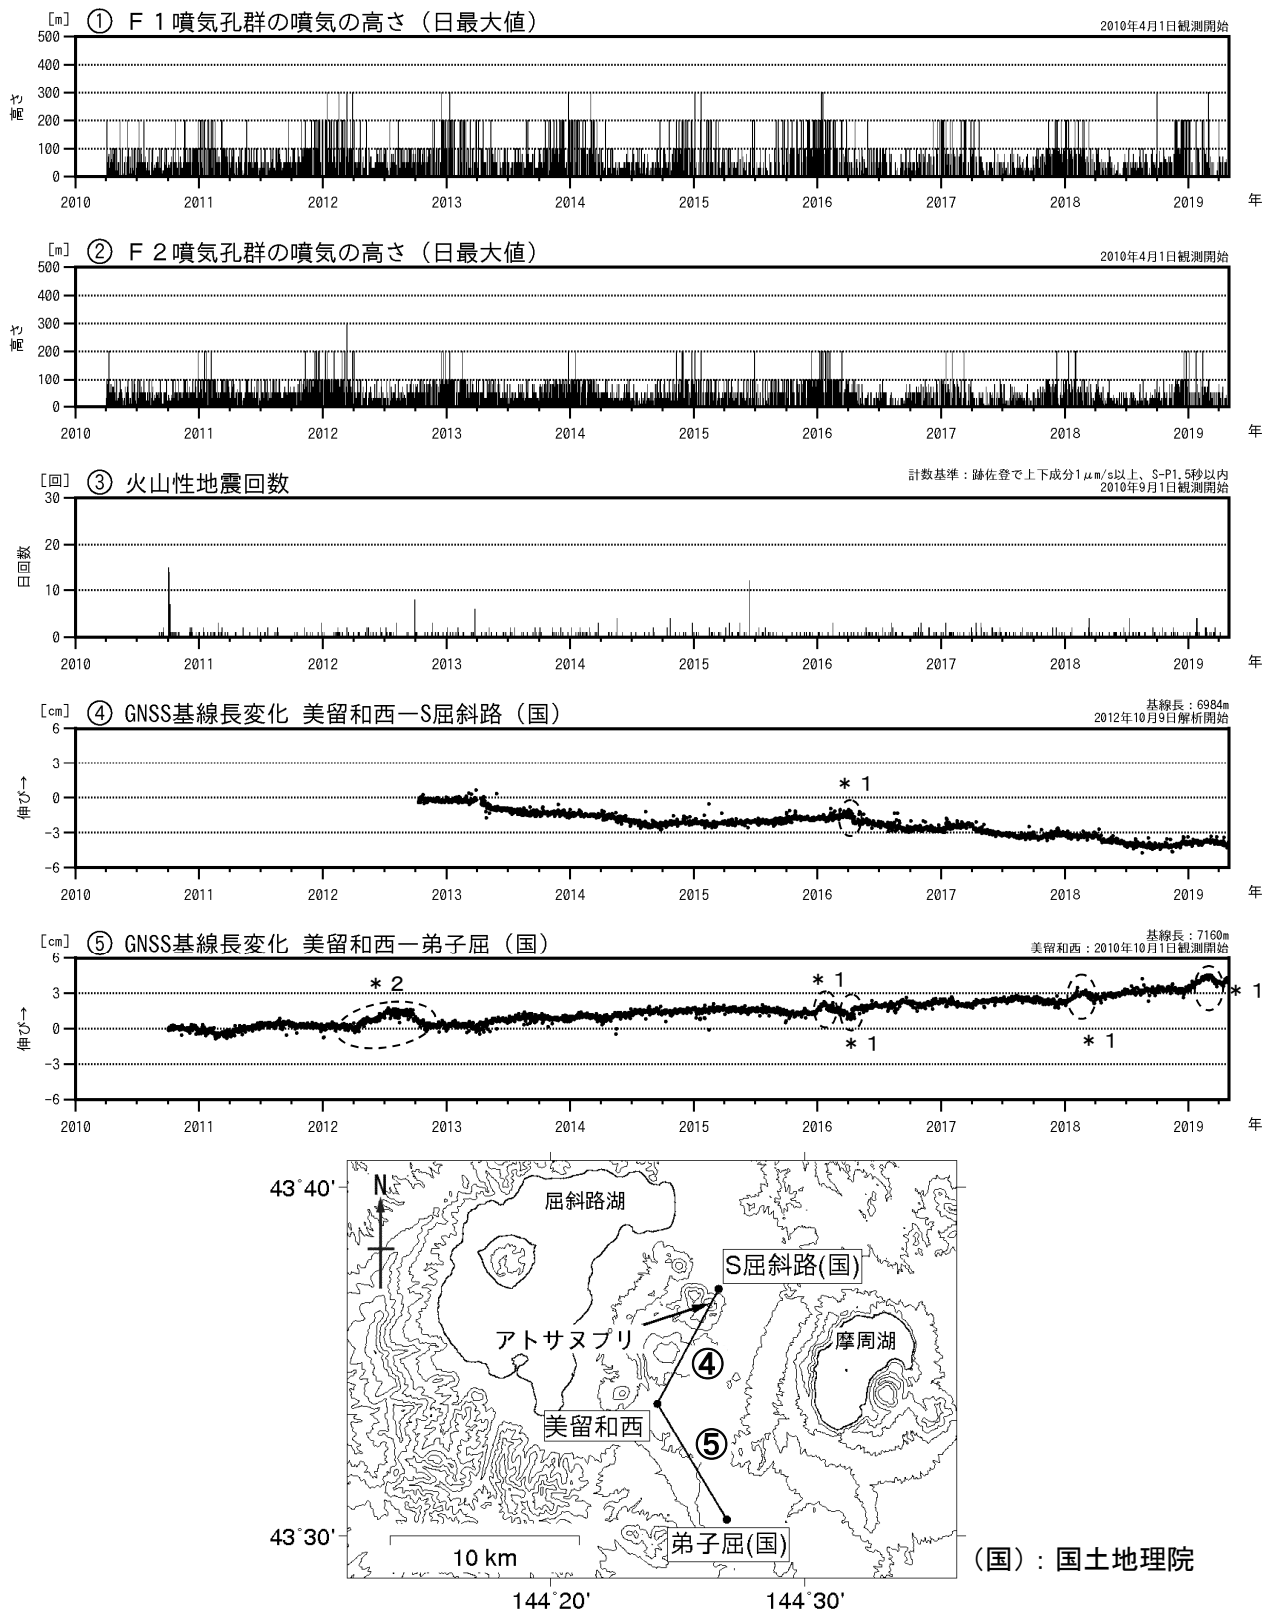 [m] ① Ｆ１噴気孔群の噴気の高さ（日最大値） 2010年4月1日観測開始
500
400
300
200
100
0
高さ
2010 2011 2012 2013 2014 2015 2016 2017 2018 2019 年
[m] ② Ｆ２噴気孔群の噴気の高さ（日最大値） 2010年4月1日観測開始
500
400
300
200
100
0
高さ
2010 2011 2012 2013 2014 2015 2016 2017 2018 2019 年
[回] ③ 火山性地震回数 計数基準：跡佐登で上下成分1μm/s以上、S-P1.5秒以内
2010年9月1日観測開始
30
20
10
0
日回数
2010 2011 2012 2013 2014 2015 2016 2017 2018 2019 年
[cm] ④ GNSS基線長変化 美留和西－S屈斜路（国） 基線長：6984m
2012年10月9日解析開始
6
3
0
-3
-6
伸び→
＊１
2010 2011 2012 2013 2014 2015 2016 2017 2018 2019 年
[cm] ⑤ GNSS基線長変化 美留和西－弟子屈（国） 基線長：7160m
美留和西：2010年10月1日観測開始
6
3
0
-3
-6
伸び→
＊２
＊１
＊１
＊１
＊１
2010 2011 2012 2013 2014 2015 2016 2017 2018 2019 年
43˚40'
N
屈斜路湖
S屈斜路(国)
アトサヌプリ
摩周湖
④
美留和西
⑤
43˚30'
10 km
弟子屈(国)
（国）：国土地理院
144˚20' 144˚30'